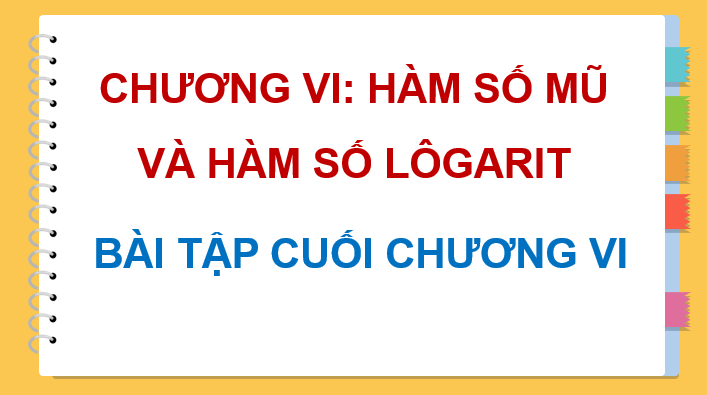 CHƯƠNG VI: HÀM SỐ MŨ
VÀ HÀM SỐ LÔGARIT
BÀI TẬP CUỐI CHƯƠNG VI